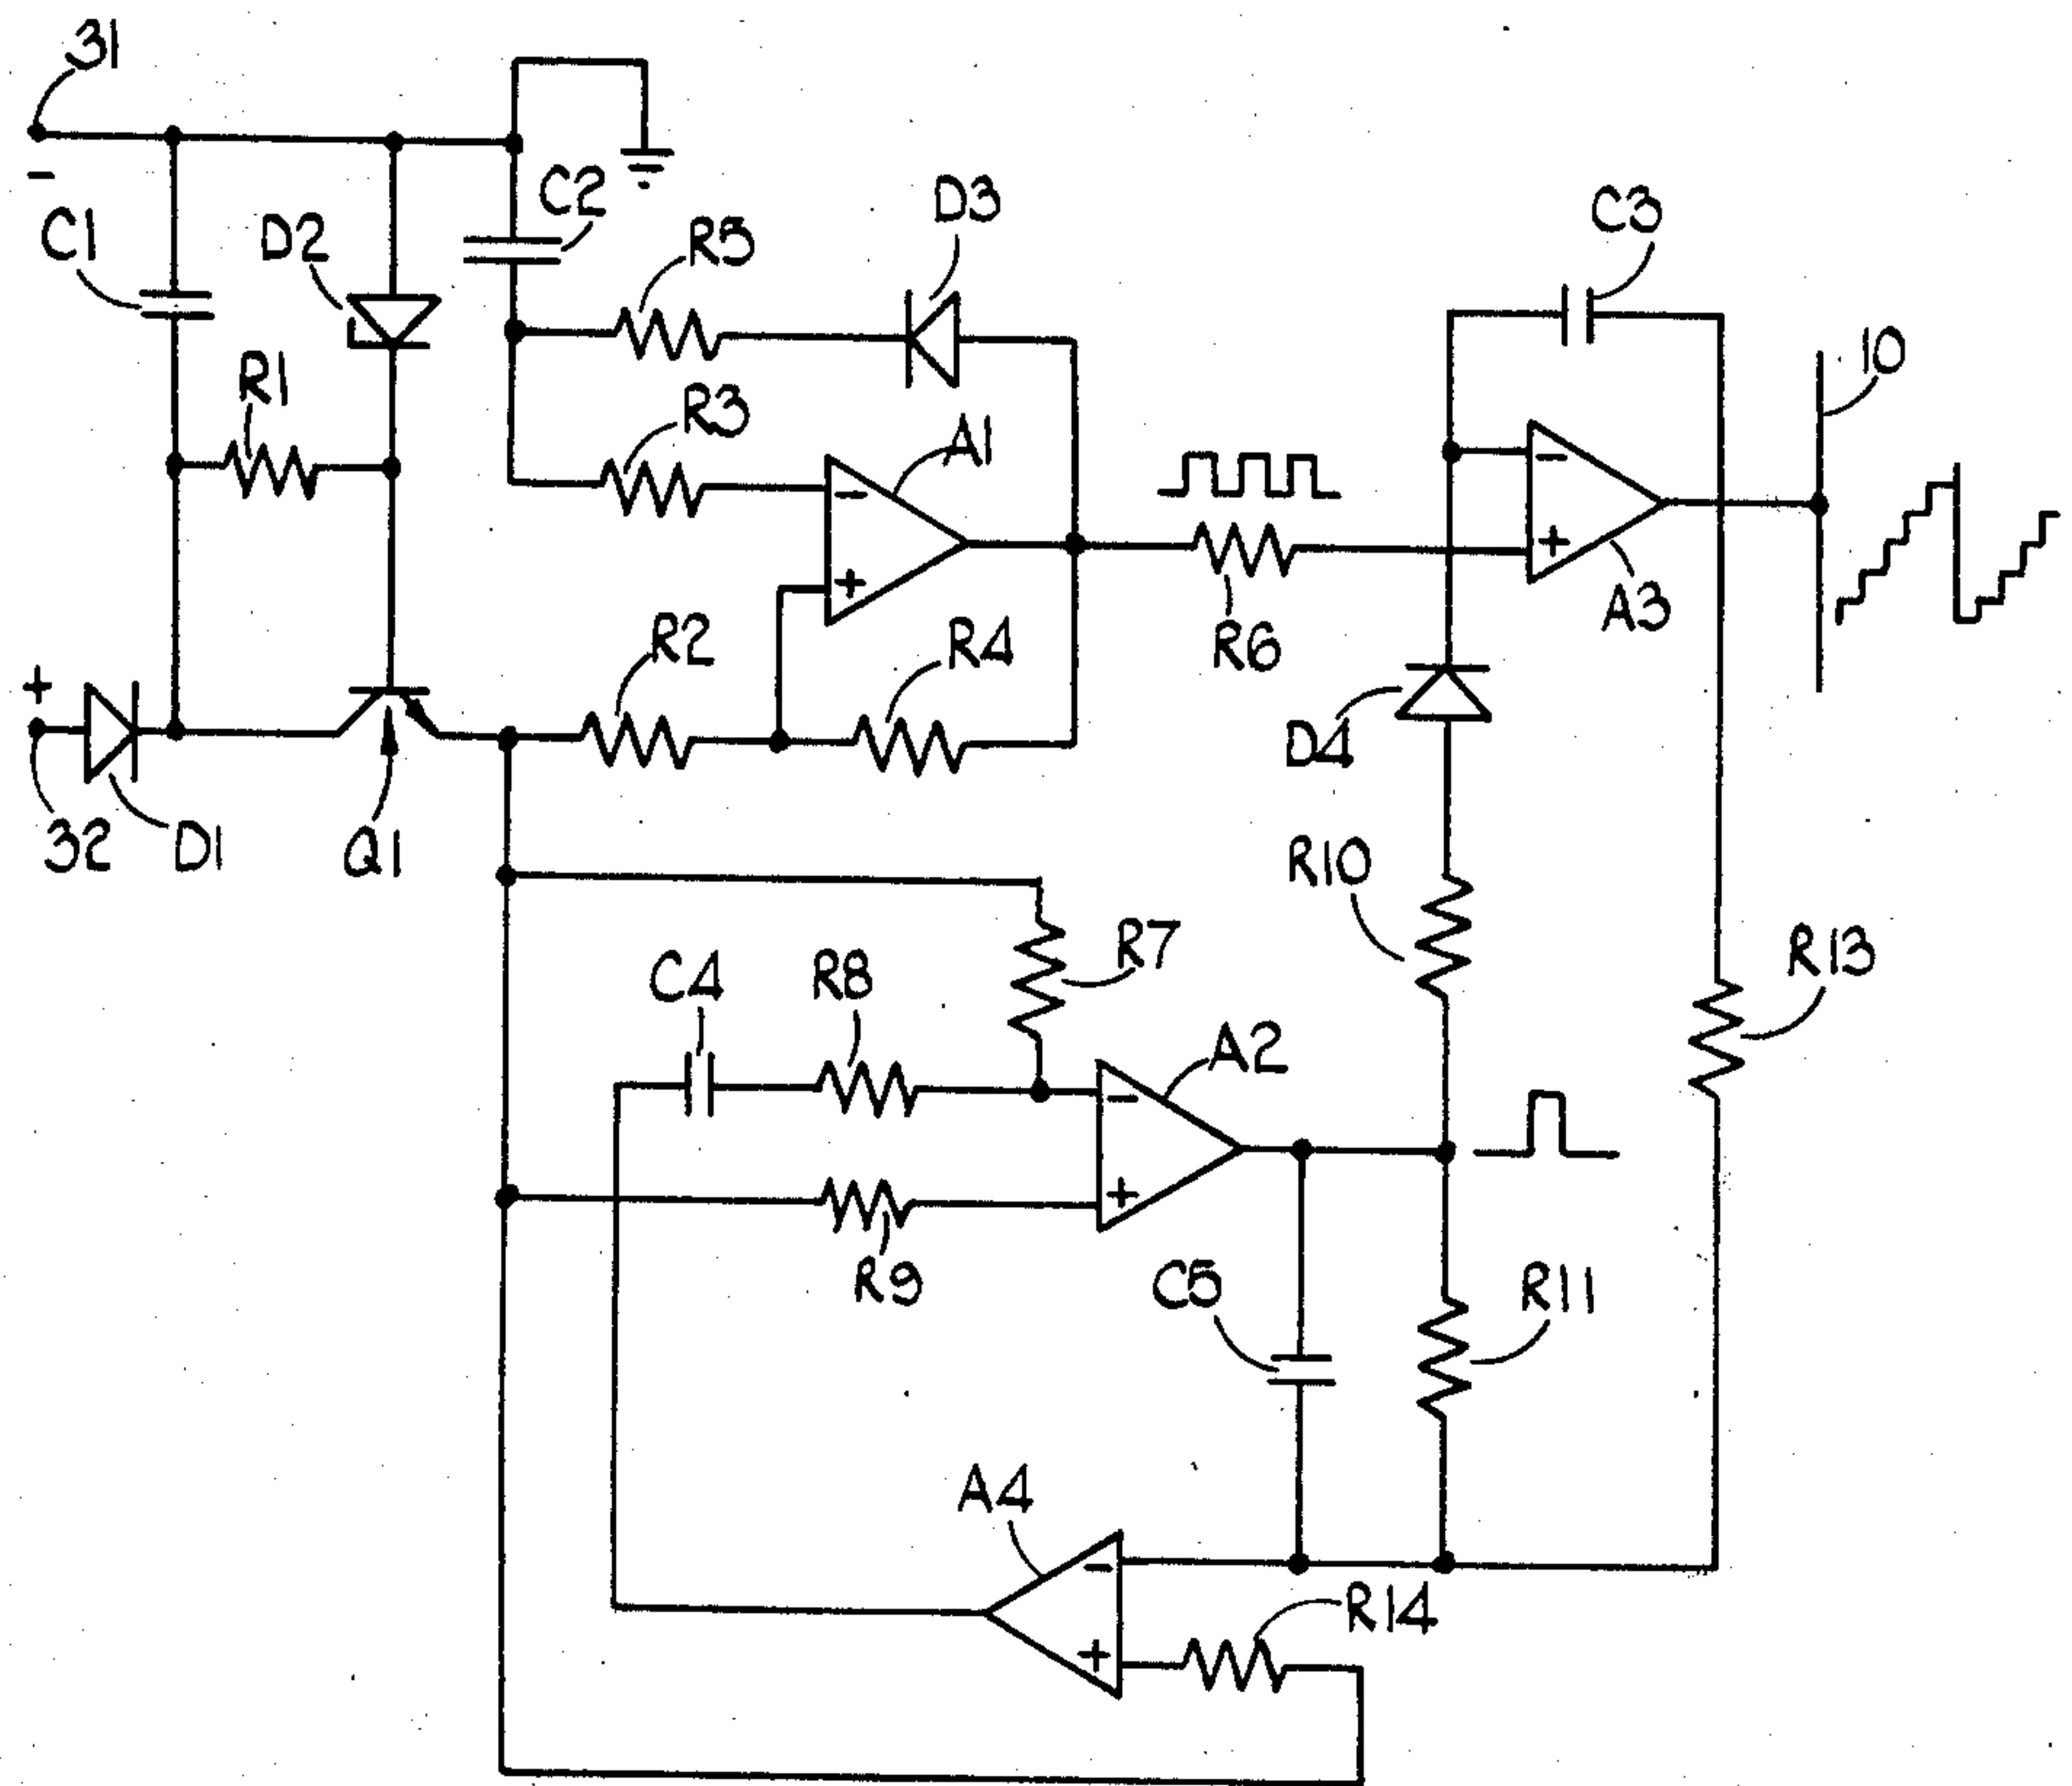 31
-
C1
D2
C2
R5
D3
C3
10
R1
R3
A1
-
+
-
+
A3
R6
R2
R4
+
32
D1
Q1
D4
R10
R7
C4
R8
A2
R13
-
+
R9
C5
R11
A4
-
+
R14